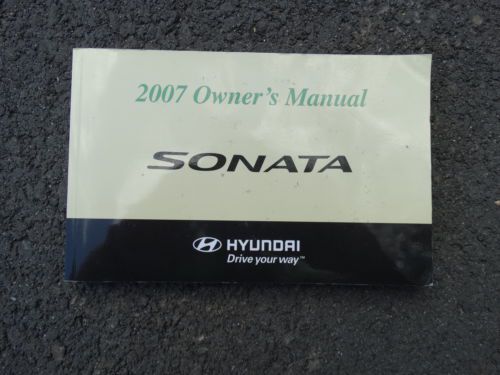 2007 Owner's Manual
SONATA
HYUNDAI
Drive your way™